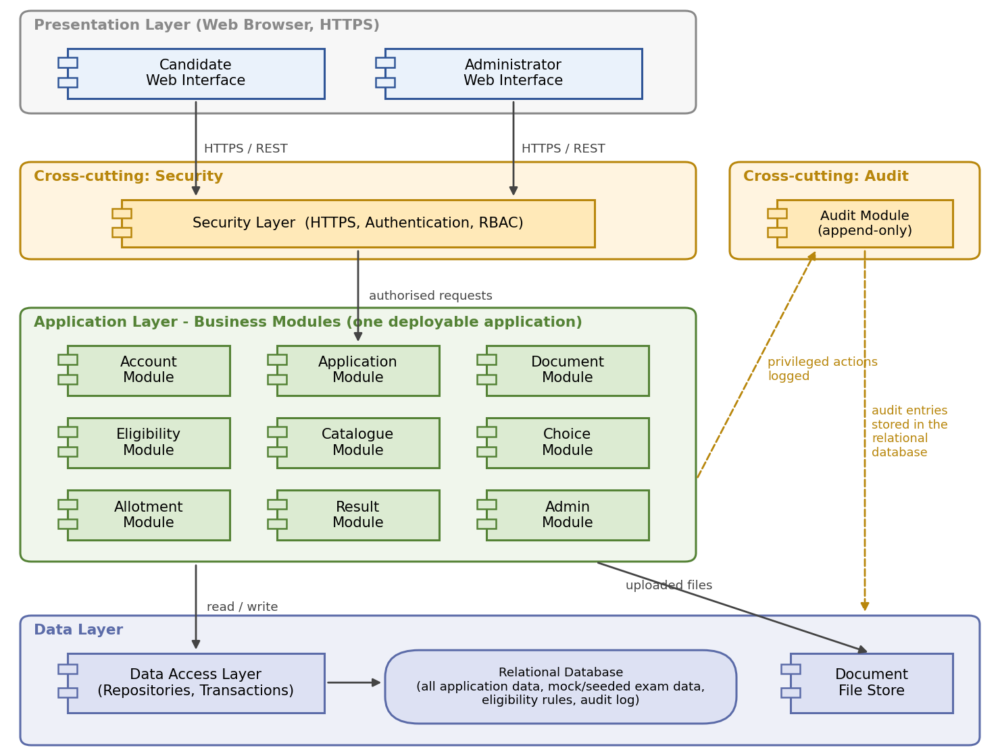 Presentation Layer (Web Browser, HTTPS)
Candidate
Web Interface
Administrator
Web Interface
HTTPS / REST
HTTPS / REST
Cross-cutting: Security
Security Layer  (HTTPS, Authentication, RBAC)
Cross-cutting: Audit
Audit Module
(append-only)
authorised requests
Application Layer - Business Modules (one deployable application)
Account
Module
Application
Module
Document
Module
Eligibility
Module
Catalogue
Module
Choice
Module
Allotment
Module
Result
Module
Admin
Module
privileged actions
logged
audit entries
stored in the
relational
database
read / write
uploaded files
Data Layer
Data Access Layer
(Repositories, Transactions)
Relational Database
(all application data, mock/seeded exam data,
eligibility rules, audit log)
Document
File Store